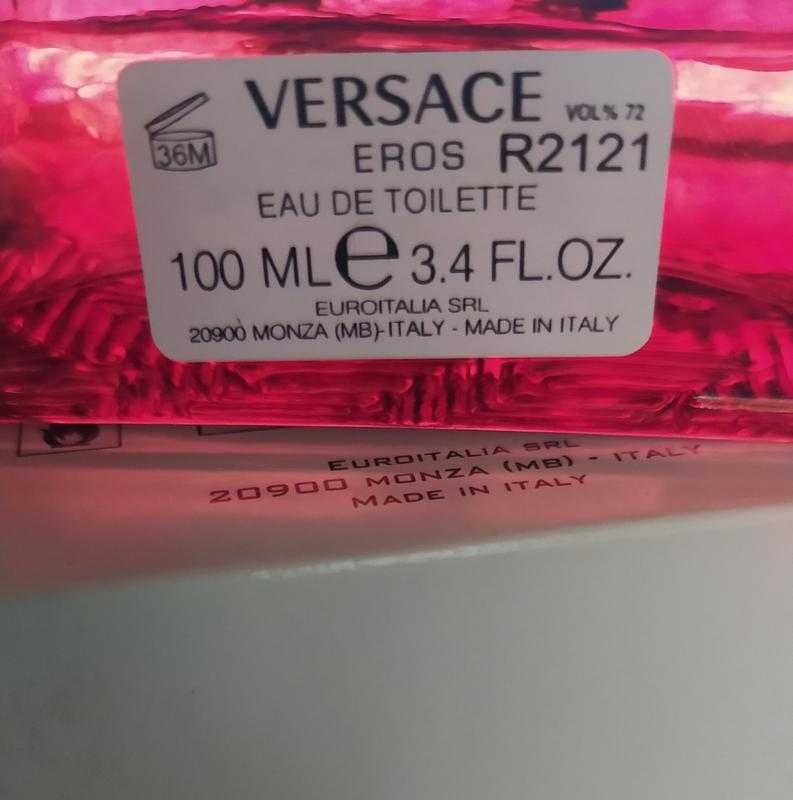 VERSACE VOL% 72
36M EROS R2121
EAU DE TOILETTE
100 ML e 3.4 FL.OZ.
EUROITALIA SRL
20900 MONZA (MB)-ITALY - MADE IN ITALY
EUROITALIA SRL
20900 MONZA (MB) - ITALY
MADE IN ITALY